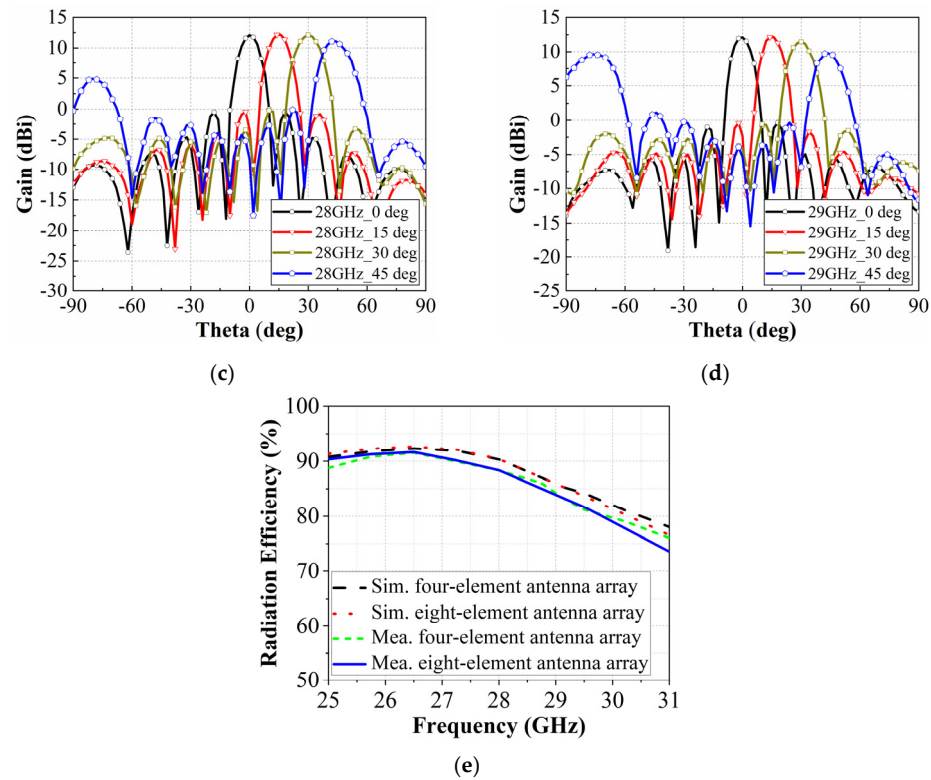 Gain (dBi)
15
10
5
0
-5
-10
-15
-20
-25
-30
28GHz_0 deg
28GHz_15 deg
28GHz_30 deg
28GHz_45 deg
-90
-60
-30
0
30
60
90
Theta (deg)
(c)
Gain (dBi)
15
10
5
0
-5
-10
-15
-20
-25
29GHz_0 deg
29GHz_15 deg
29GHz_30 deg
29GHz_45 deg
-90
-60
-30
0
30
60
90
Theta (deg)
(d)
Radiation Efficiency (%)
100
90
80
70
60
50
Sim. four-element antenna array
Sim. eight-element antenna array
Mea. four-element antenna array
Mea. eight-element antenna array
25
26
27
28
29
30
31
Frequency (GHz)
(e)